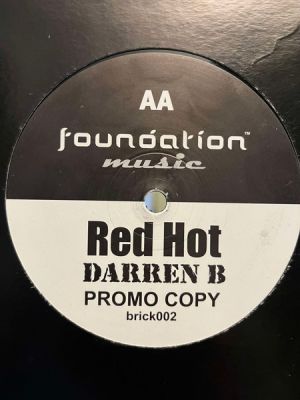 AA
foundation™
music
Red Hot
DARREN B
PROMO COPY
brick002